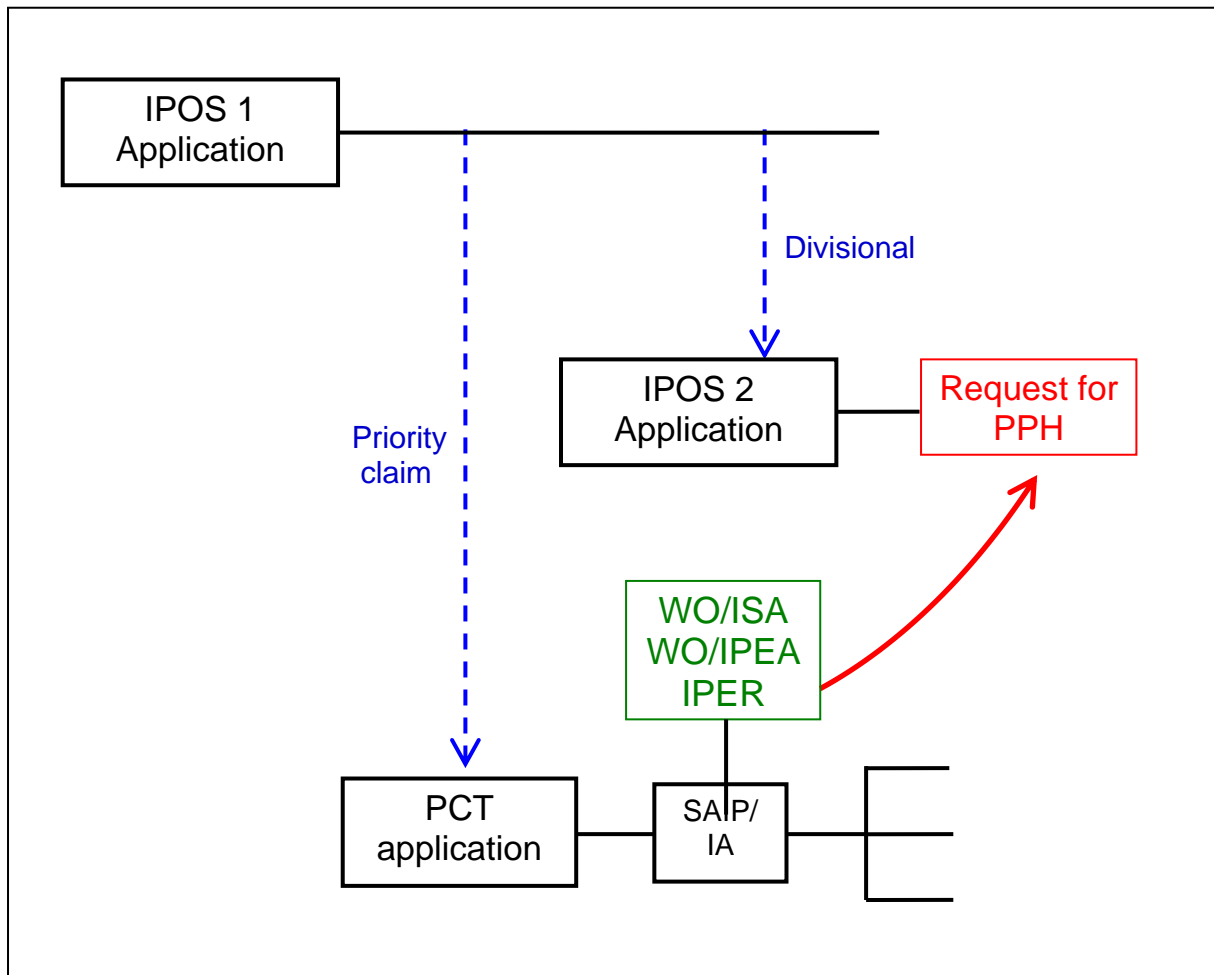 IPOS 1
Application
Divisional
IPOS 2
Application
Request for
PPH
Priority
claim
WO/ISA
WO/IPEA
IPER
PCT
application
SAIP/
IA